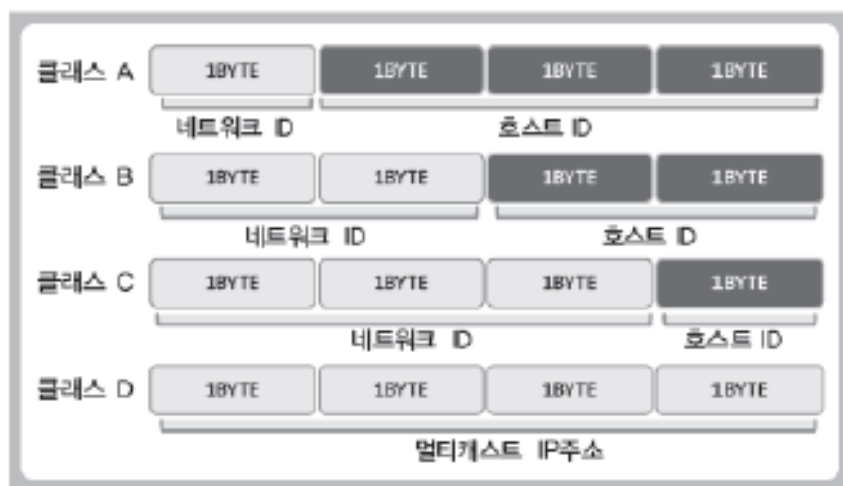 클래스 A 1BYTE 1BYTE 1BYTE 1BYTE
네트워크 ID 호스트 ID
클래스 B 1BYTE 1BYTE 1BYTE 1BYTE
네트워크 ID 호스트 ID
클래스 C 1BYTE 1BYTE 1BYTE 1BYTE
네트워크 ID 호스트 ID
클래스 D 1BYTE 1BYTE 1BYTE 1BYTE
멀티캐스트 IP주소